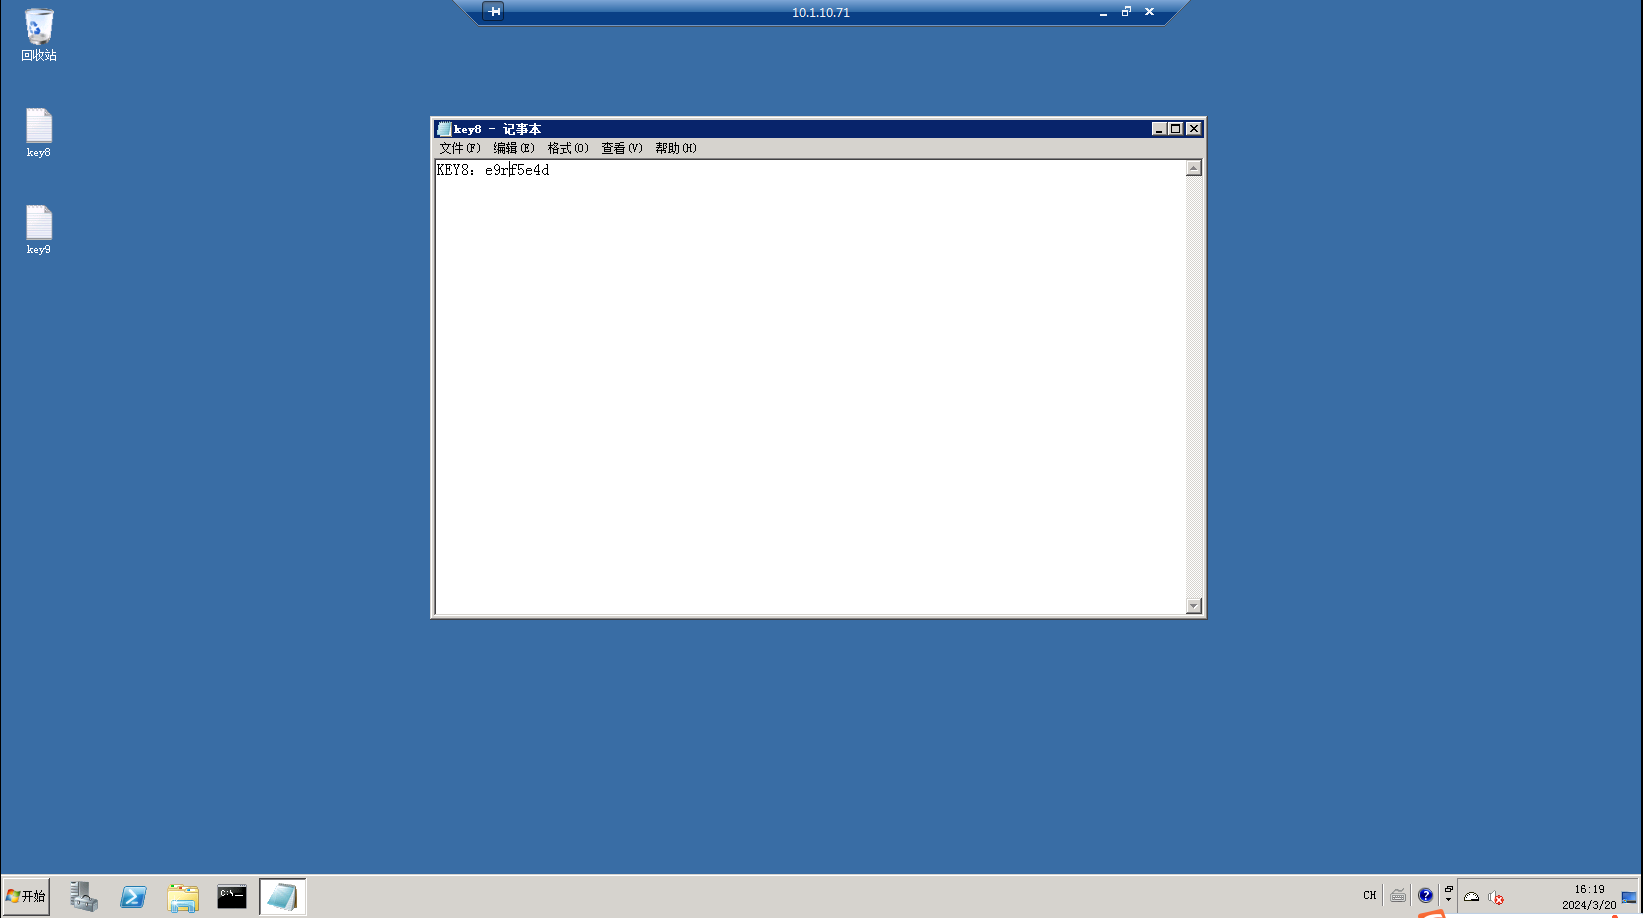 10.1.10.71
回收站
key8
key9
key8 - 记事本
文件(F) 编辑(E) 格式(O) 查看(V) 帮助(H)
KEY8: e9rf5e4d
开始
C:\_
CH
16:19
2024/3/20